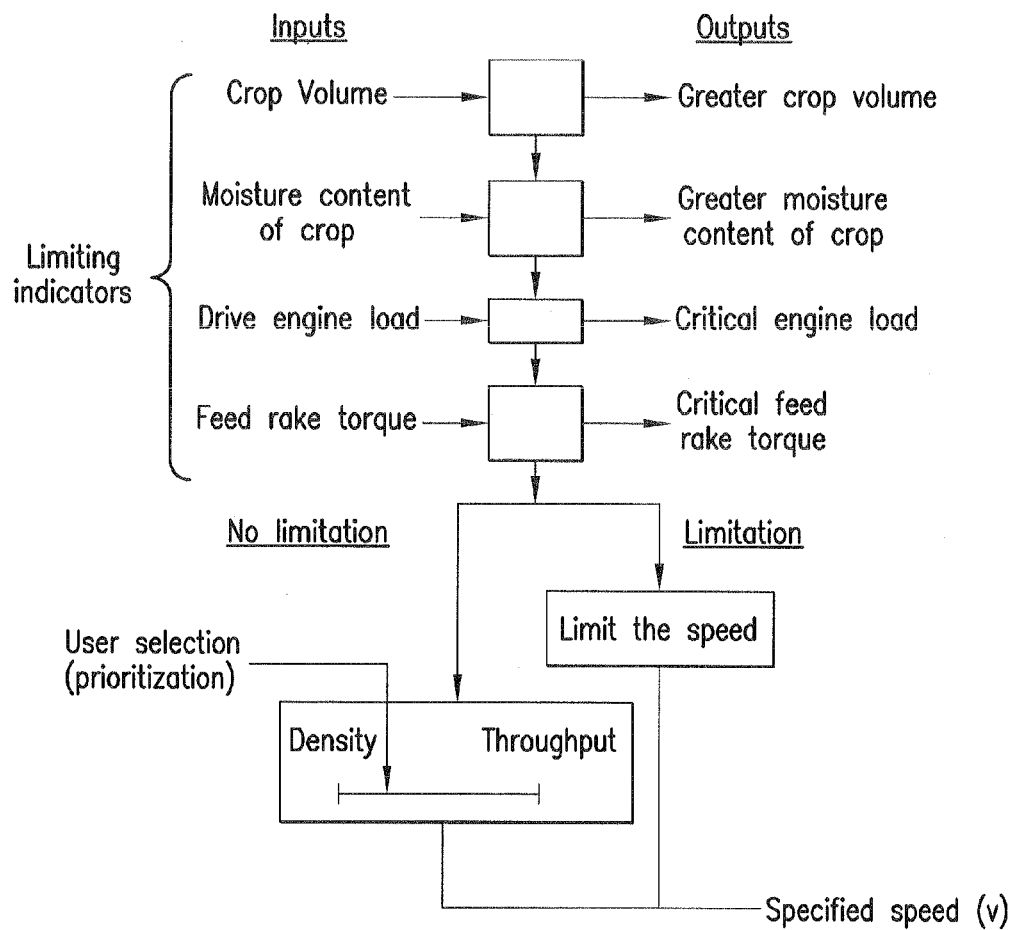 Inputs
Outputs
Crop Volume
Greater crop volume
Moisture content
of crop
Greater moisture
content of crop
Limiting
indicators
Drive engine load
Critical engine load
Feed rake torque
Critical feed
rake torque
No limitation
Limitation
Limit the speed
User selection
(prioritization)
Density
Throughput
Specified speed (v)